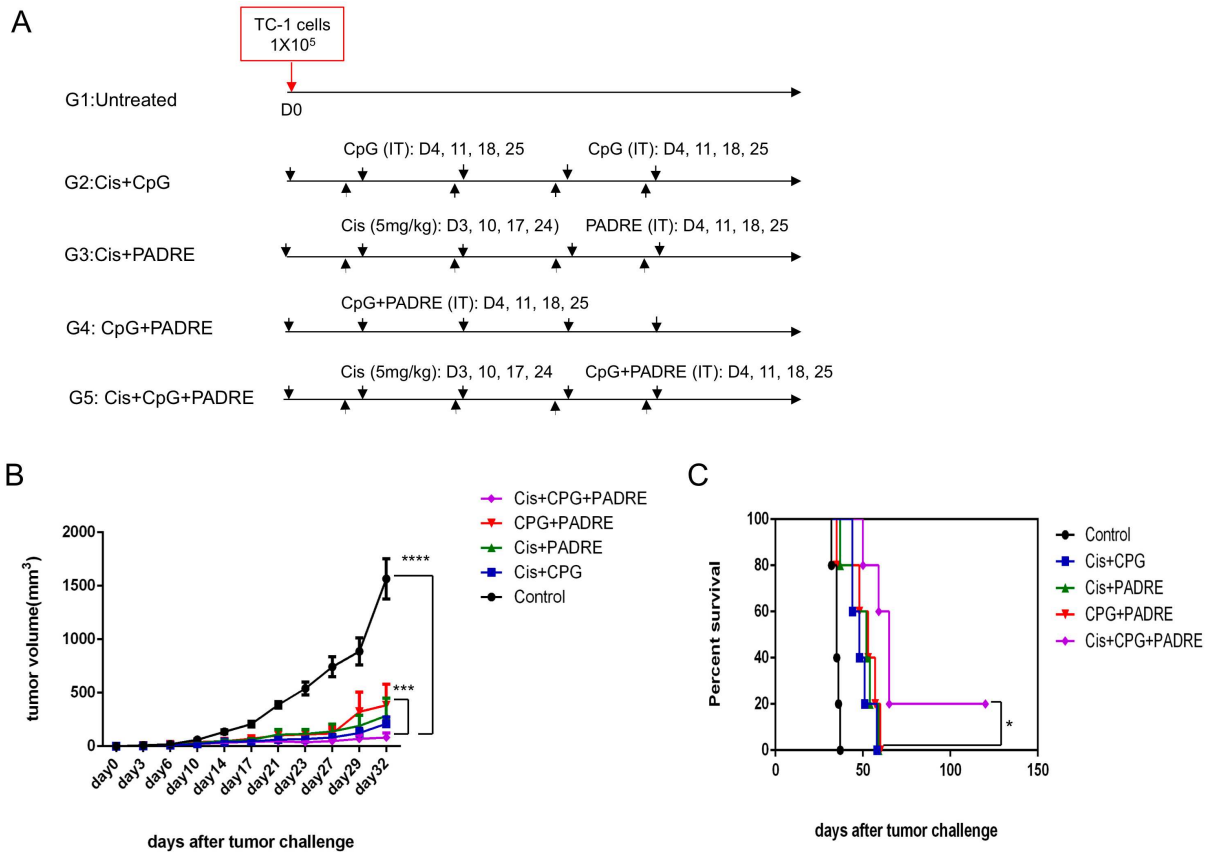 A
TC-1 cells
1X10⁵
G1:Untreated
D0
CpG (IT): D4, 11, 18, 25
CpG (IT): D4, 11, 18, 25
G2:Cis+CpG
Cis (5mg/kg): D3, 10, 17, 24)
PADRE (IT): D4, 11, 18, 25
G3:Cis+PADRE
CpG+PADRE (IT): D4, 11, 18, 25
G4: CpG+PADRE
Cis (5mg/kg): D3, 10, 17, 24
CpG+PADRE (IT): D4, 11, 18, 25
G5: Cis+CpG+PADRE
B
Cis+CPG+PADRE
CPG+PADRE
Cis+PADRE
Cis+CPG
Control
tumor volume(mm³)
2000
1500
1000
500
0
****
***
day0
day3
day6
day10
day14
day17
day21
day23
day27
day29
day32
days after tumor challenge
C
Percent survival
100
80
60
40
20
0
0
50
100
150
*
Control
Cis+CPG
Cis+PADRE
CPG+PADRE
Cis+CPG+PADRE
days after tumor challenge